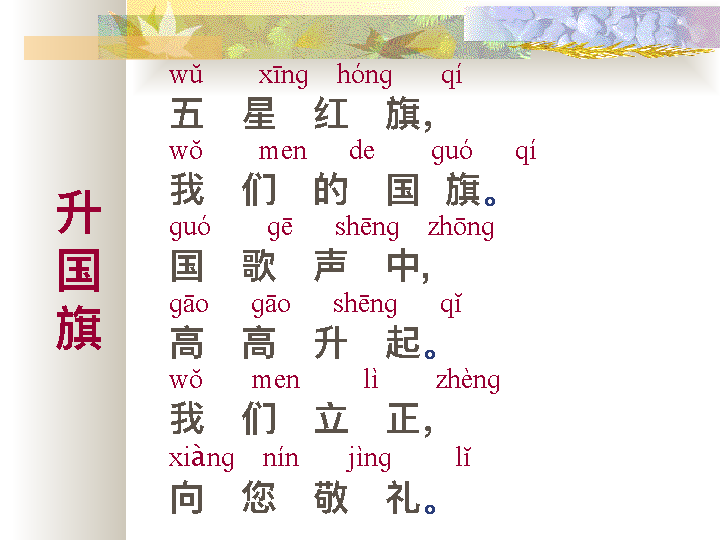 升国旗
wǔ xīng hóng qí
五 星 红 旗，
wǒ men de guó qí
我 们 的 国 旗。
guó gē shēng zhōng
国 歌 声 中，
gāo gāo shēng qǐ
高 高 升 起。
wǒ men lì zhèng
我 们 立 正，
xiàng nín jìng lǐ
向 您 敬 礼。